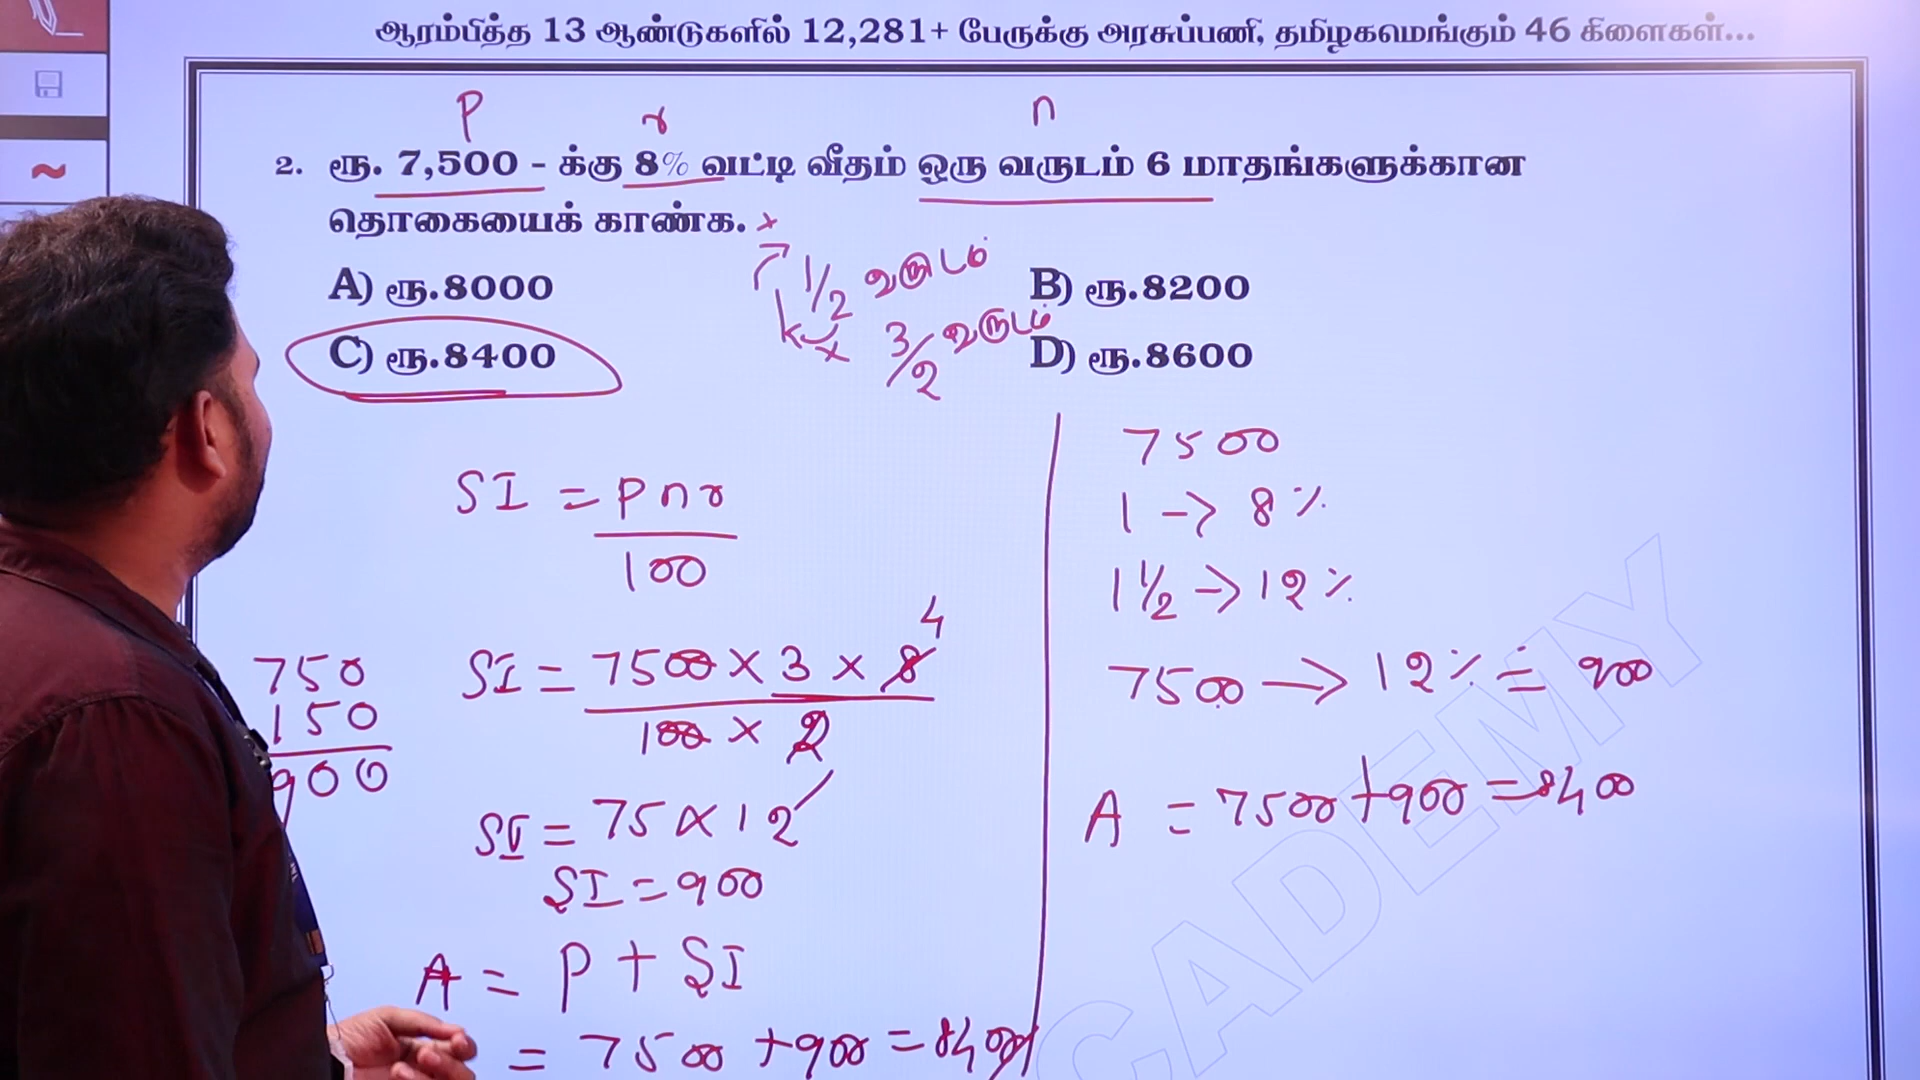 ஆரம்பித்த 13 ஆண்டுகளில் 12,281+ பேருக்கு அரசுப்பணி, தமிழகமெங்கும் 46 கிளைகள்...
P r n
2. ரூ. 7,500 - க்கு 8% வட்டி வீதம் ஒரு வருடம் 6 மாதங்களுக்கான
தொகையைக் காண்க.
1 1/2 வருடம்
A) ரூ.8000 B) ரூ.8200
3/2 வருடம்
C) ரூ.8400 D) ரூ.8600
SI = pnr
100
SI = 7500 × 3 × 8 4
100 × 2
750
150
900
SI = 75 × 12
SI = 900
A = P + SI
= 7500 + 900 = 8400
7500
1 -> 8%
1 1/2 -> 12%
7500 -> 12% = 900
A = 7500 + 900 = 8400
CADEMY